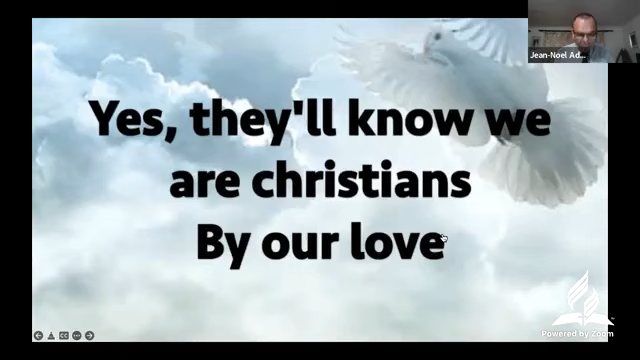 Jean-Noel Ad...
Yes, they'll know we
are christians
By our love
Powered by Zoom